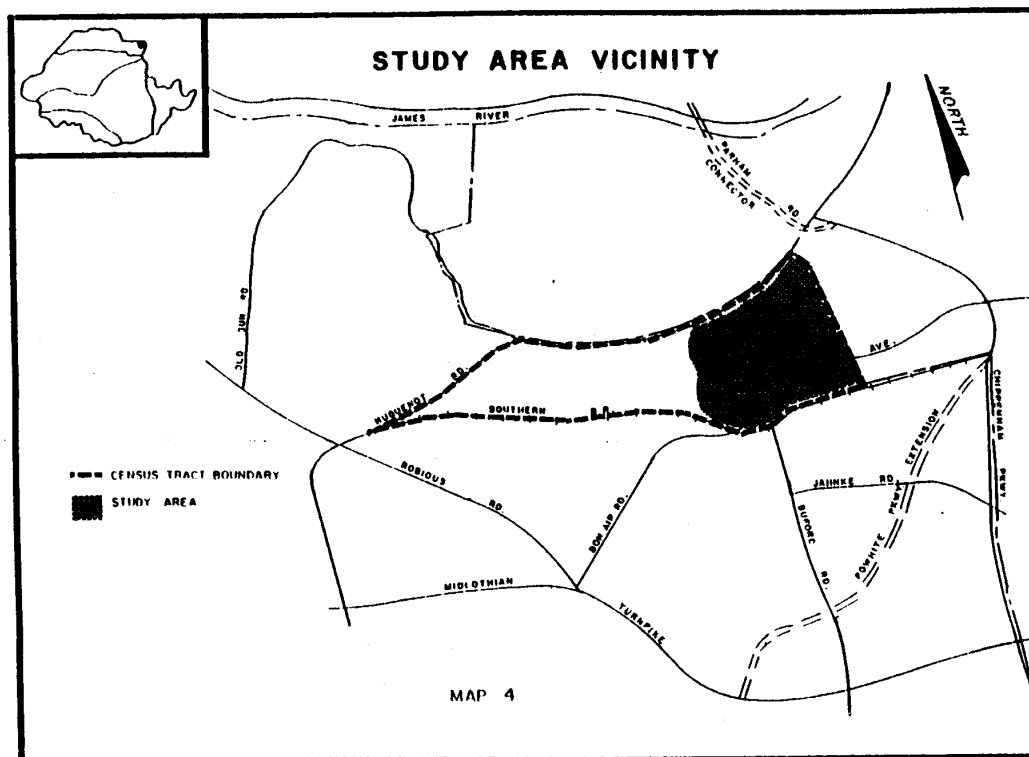 STUDY AREA VICINITY
JAMES RIVER
NORTH
PARHAM RD.
CONNECTOR
OLD GUN RD
AVE.
HUGUENOT RD.
SOUTHERN
CHIPPENHAM PKWY.
CENSUS TRACT BOUNDARY
STUDY AREA
ROBIOUS RD.
BON AIR RD.
JAHNKE RD
BUFORD RD.
POWHITE PKWY EXTENSION
MIDLOTHIAN TURNPIKE
MAP 4